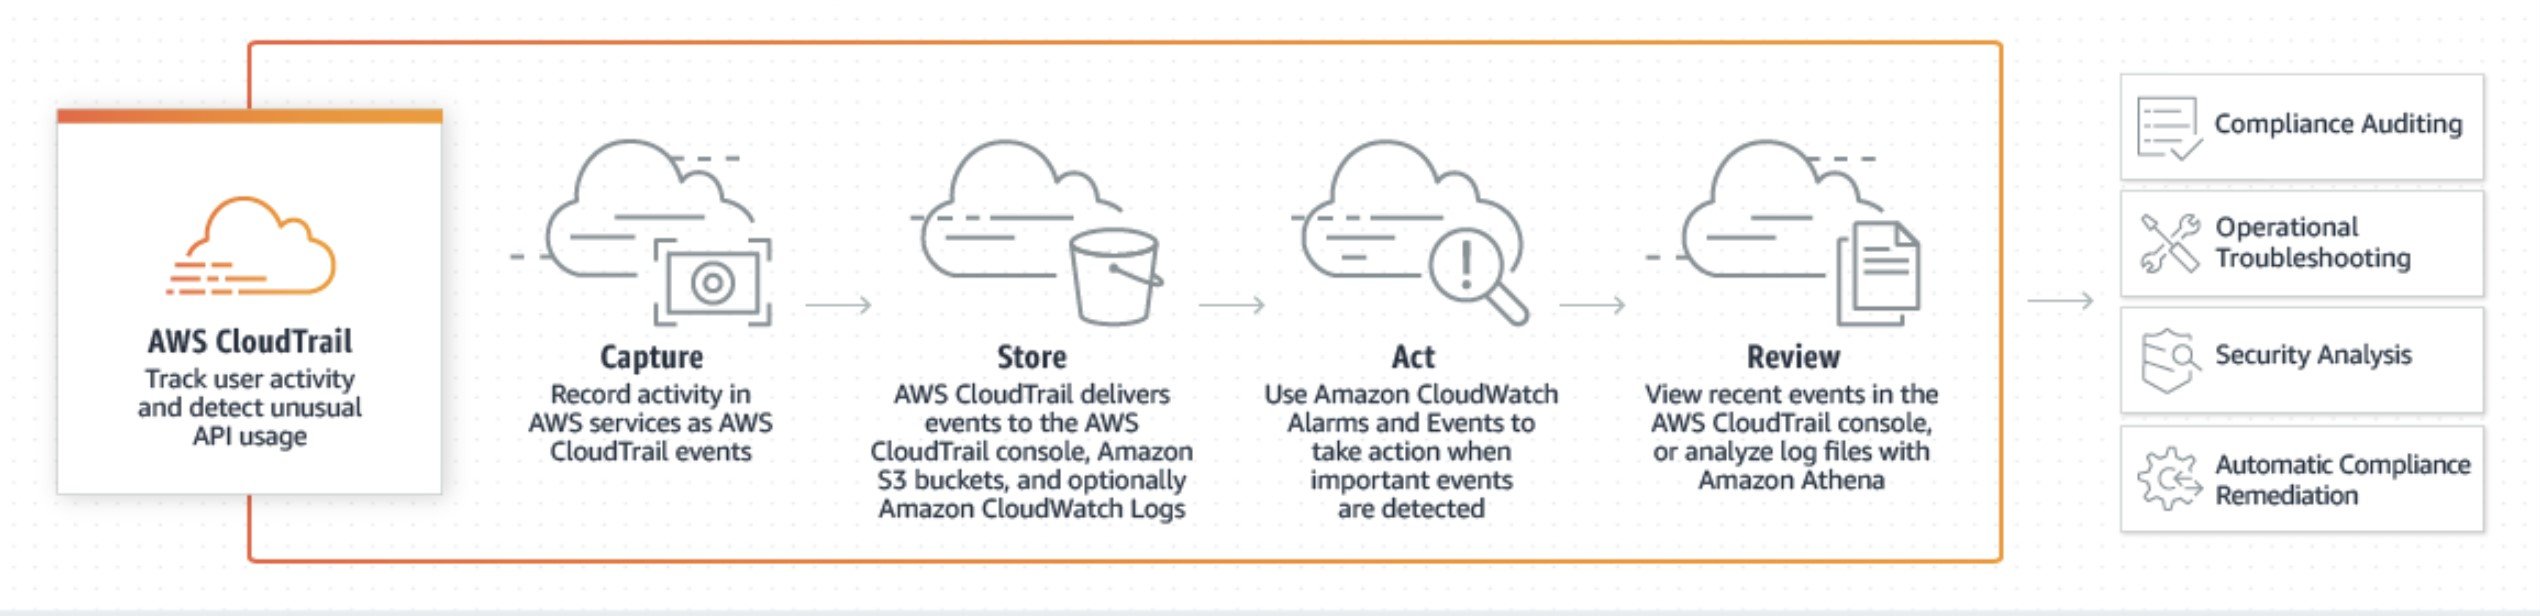 AWS CloudTrail
Track user activity
and detect unusual
API usage
Capture
Record activity in
AWS services as AWS
CloudTrail events
Store
AWS CloudTrail delivers
events to the AWS
CloudTrail console, Amazon
S3 buckets, and optionally
Amazon CloudWatch Logs
Act
Use Amazon CloudWatch
Alarms and Events to
take action when
important events
are detected
Review
View recent events in the
AWS CloudTrail console,
or analyze log files with
Amazon Athena
Compliance Auditing
Operational
Troubleshooting
Security Analysis
Automatic Compliance
Remediation